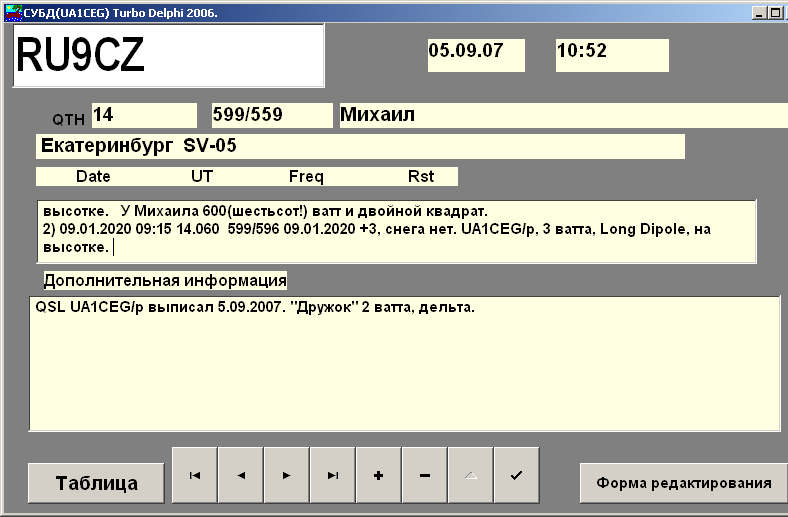 СУБД(UA1CEG) Turbo Delphi 2006.
RU9CZ
05.09.07 10:52
QTH 14 599/559 Михаил
Екатеринбург SV-05
Date UT Freq Rst
высотке. У Михаила 600(шестьсот!) ватт и двойной квадрат.
2) 09.01.2020 09:15 14.060 599/596 09.01.2020 +3, снега нет. UA1CEG/p, 3 ватта, Long Dipole, на
высотке.
Дополнительная информация
QSL UA1CEG/p выписал 5.09.2007. "Дружок" 2 ватта, дельта.
Таблица Форма редактирования